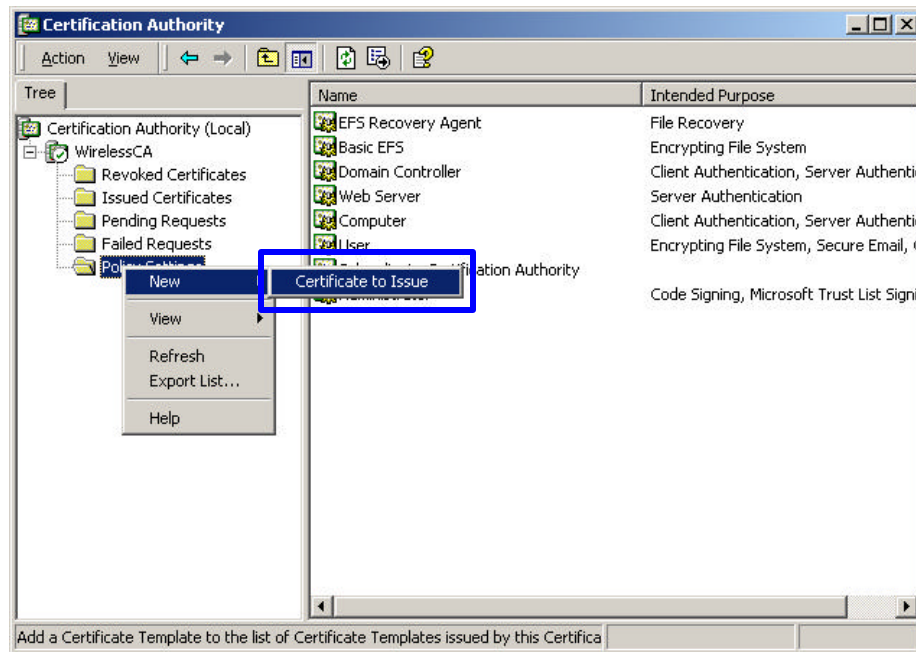 Certification Authority
Action View
Tree
Name Intended Purpose
Certification Authority (Local)
WirelessCA
Revoked Certificates
Issued Certificates
Pending Requests
Failed Requests
EFS Recovery Agent File Recovery
Basic EFS Encrypting File System
Domain Controller Client Authentication, Server Authenti
Web Server Server Authentication
Computer Client Authentication, Server Authenti
User Encrypting File System, Secure Email,
Authority
Code Signing, Microsoft Trust List Signi
New
Certificate to Issue
View
Refresh
Export List...
Help
Add a Certificate Template to the list of Certificate Templates issued by this Certifica